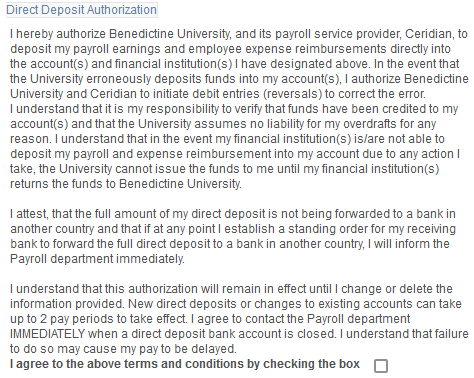 Direct Deposit Authorization
I hereby authorize Benedictine University, and its payroll service provider, Ceridian, to
deposit my payroll earnings and employee expense reimbursements directly into
the account(s) and financial institution(s) I have designated above. In the event that
the University erroneously deposits funds into my account(s), I authorize Benedictine
University and Ceridian to initiate debit entries (reversals) to correct the error.
I understand that it is my responsibility to verify that funds have been credited to my
account(s) and that the University assumes no liability for my overdrafts for any
reason. I understand that in the event my financial institution(s) is/are not able to
deposit my payroll and expense reimbursement into my account due to any action I
take, the University cannot issue the funds to me until my financial institution(s)
returns the funds to Benedictine University.
I attest, that the full amount of my direct deposit is not being forwarded to a bank in
another country and that if at any point I establish a standing order for my receiving
bank to forward the full direct deposit to a bank in another country, I will inform the
Payroll department immediately.
I understand that this authorization will remain in effect until I change or delete the
information provided. New direct deposits or changes to existing accounts can take
up to 2 pay periods to take effect. I agree to contact the Payroll department
IMMEDIATELY when a direct deposit bank account is closed. I understand that failure
to do so may cause my pay to be delayed.
I agree to the above terms and conditions by checking the box